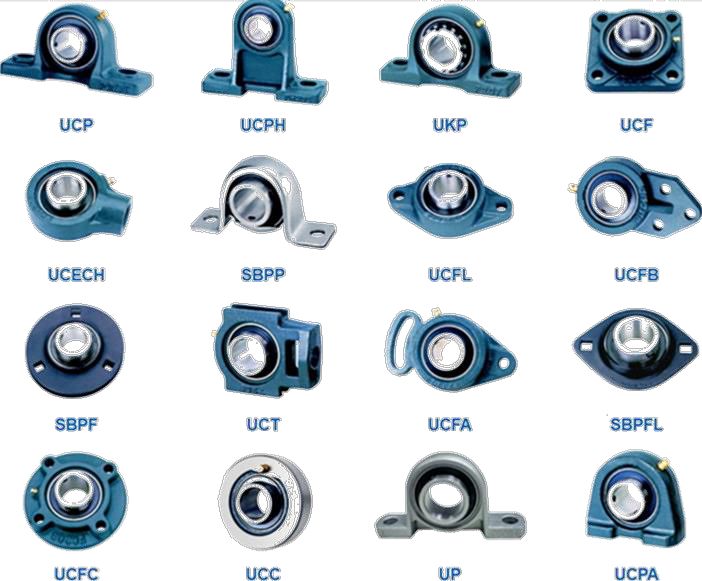 UCP
UCPH
UKP
UCF
UCECH
SBPP
UCFL
UCFB
SBPF
UCT
UCFA
SBPFL
UCFC
UCC
UP
UCPA